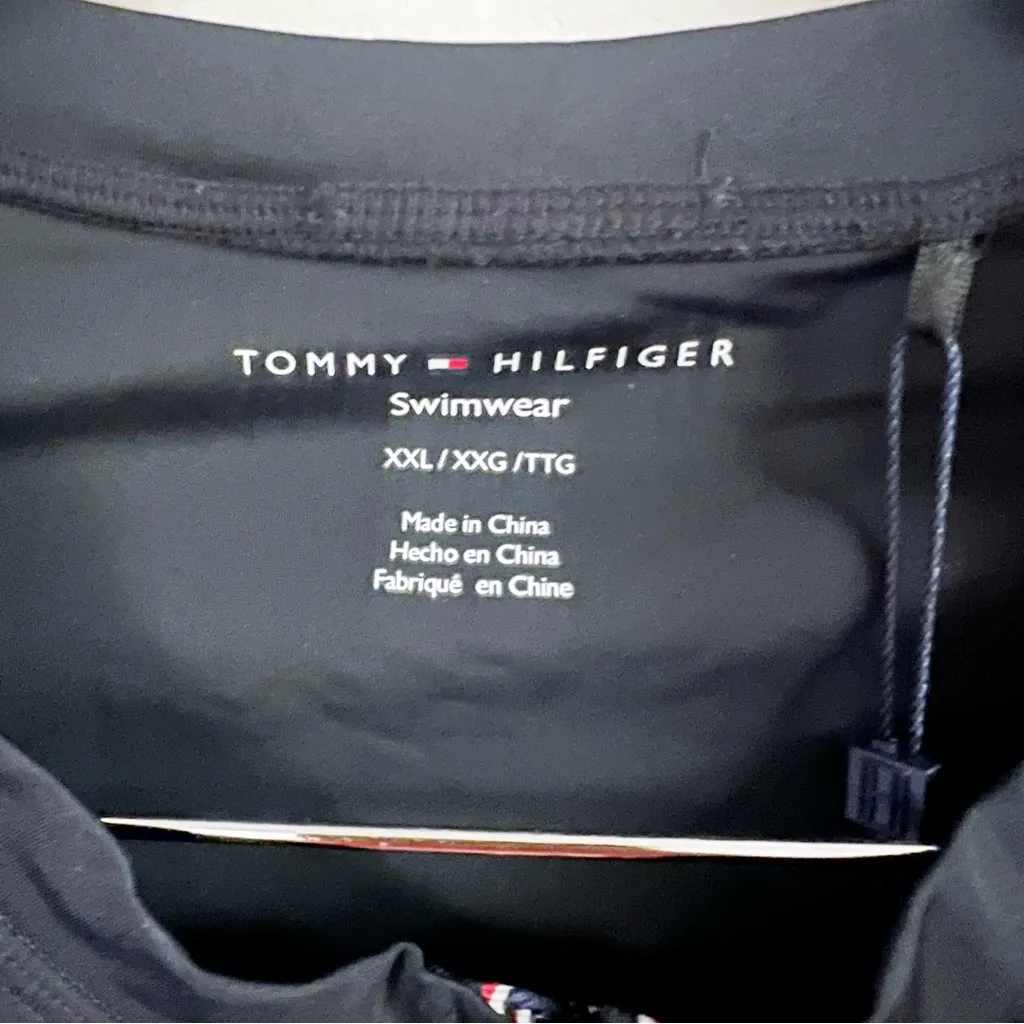 TOMMY HILFIGER
Swimwear
XXL/XXG/TTG
Made in China
Hecho en China
Fabriqué en Chine